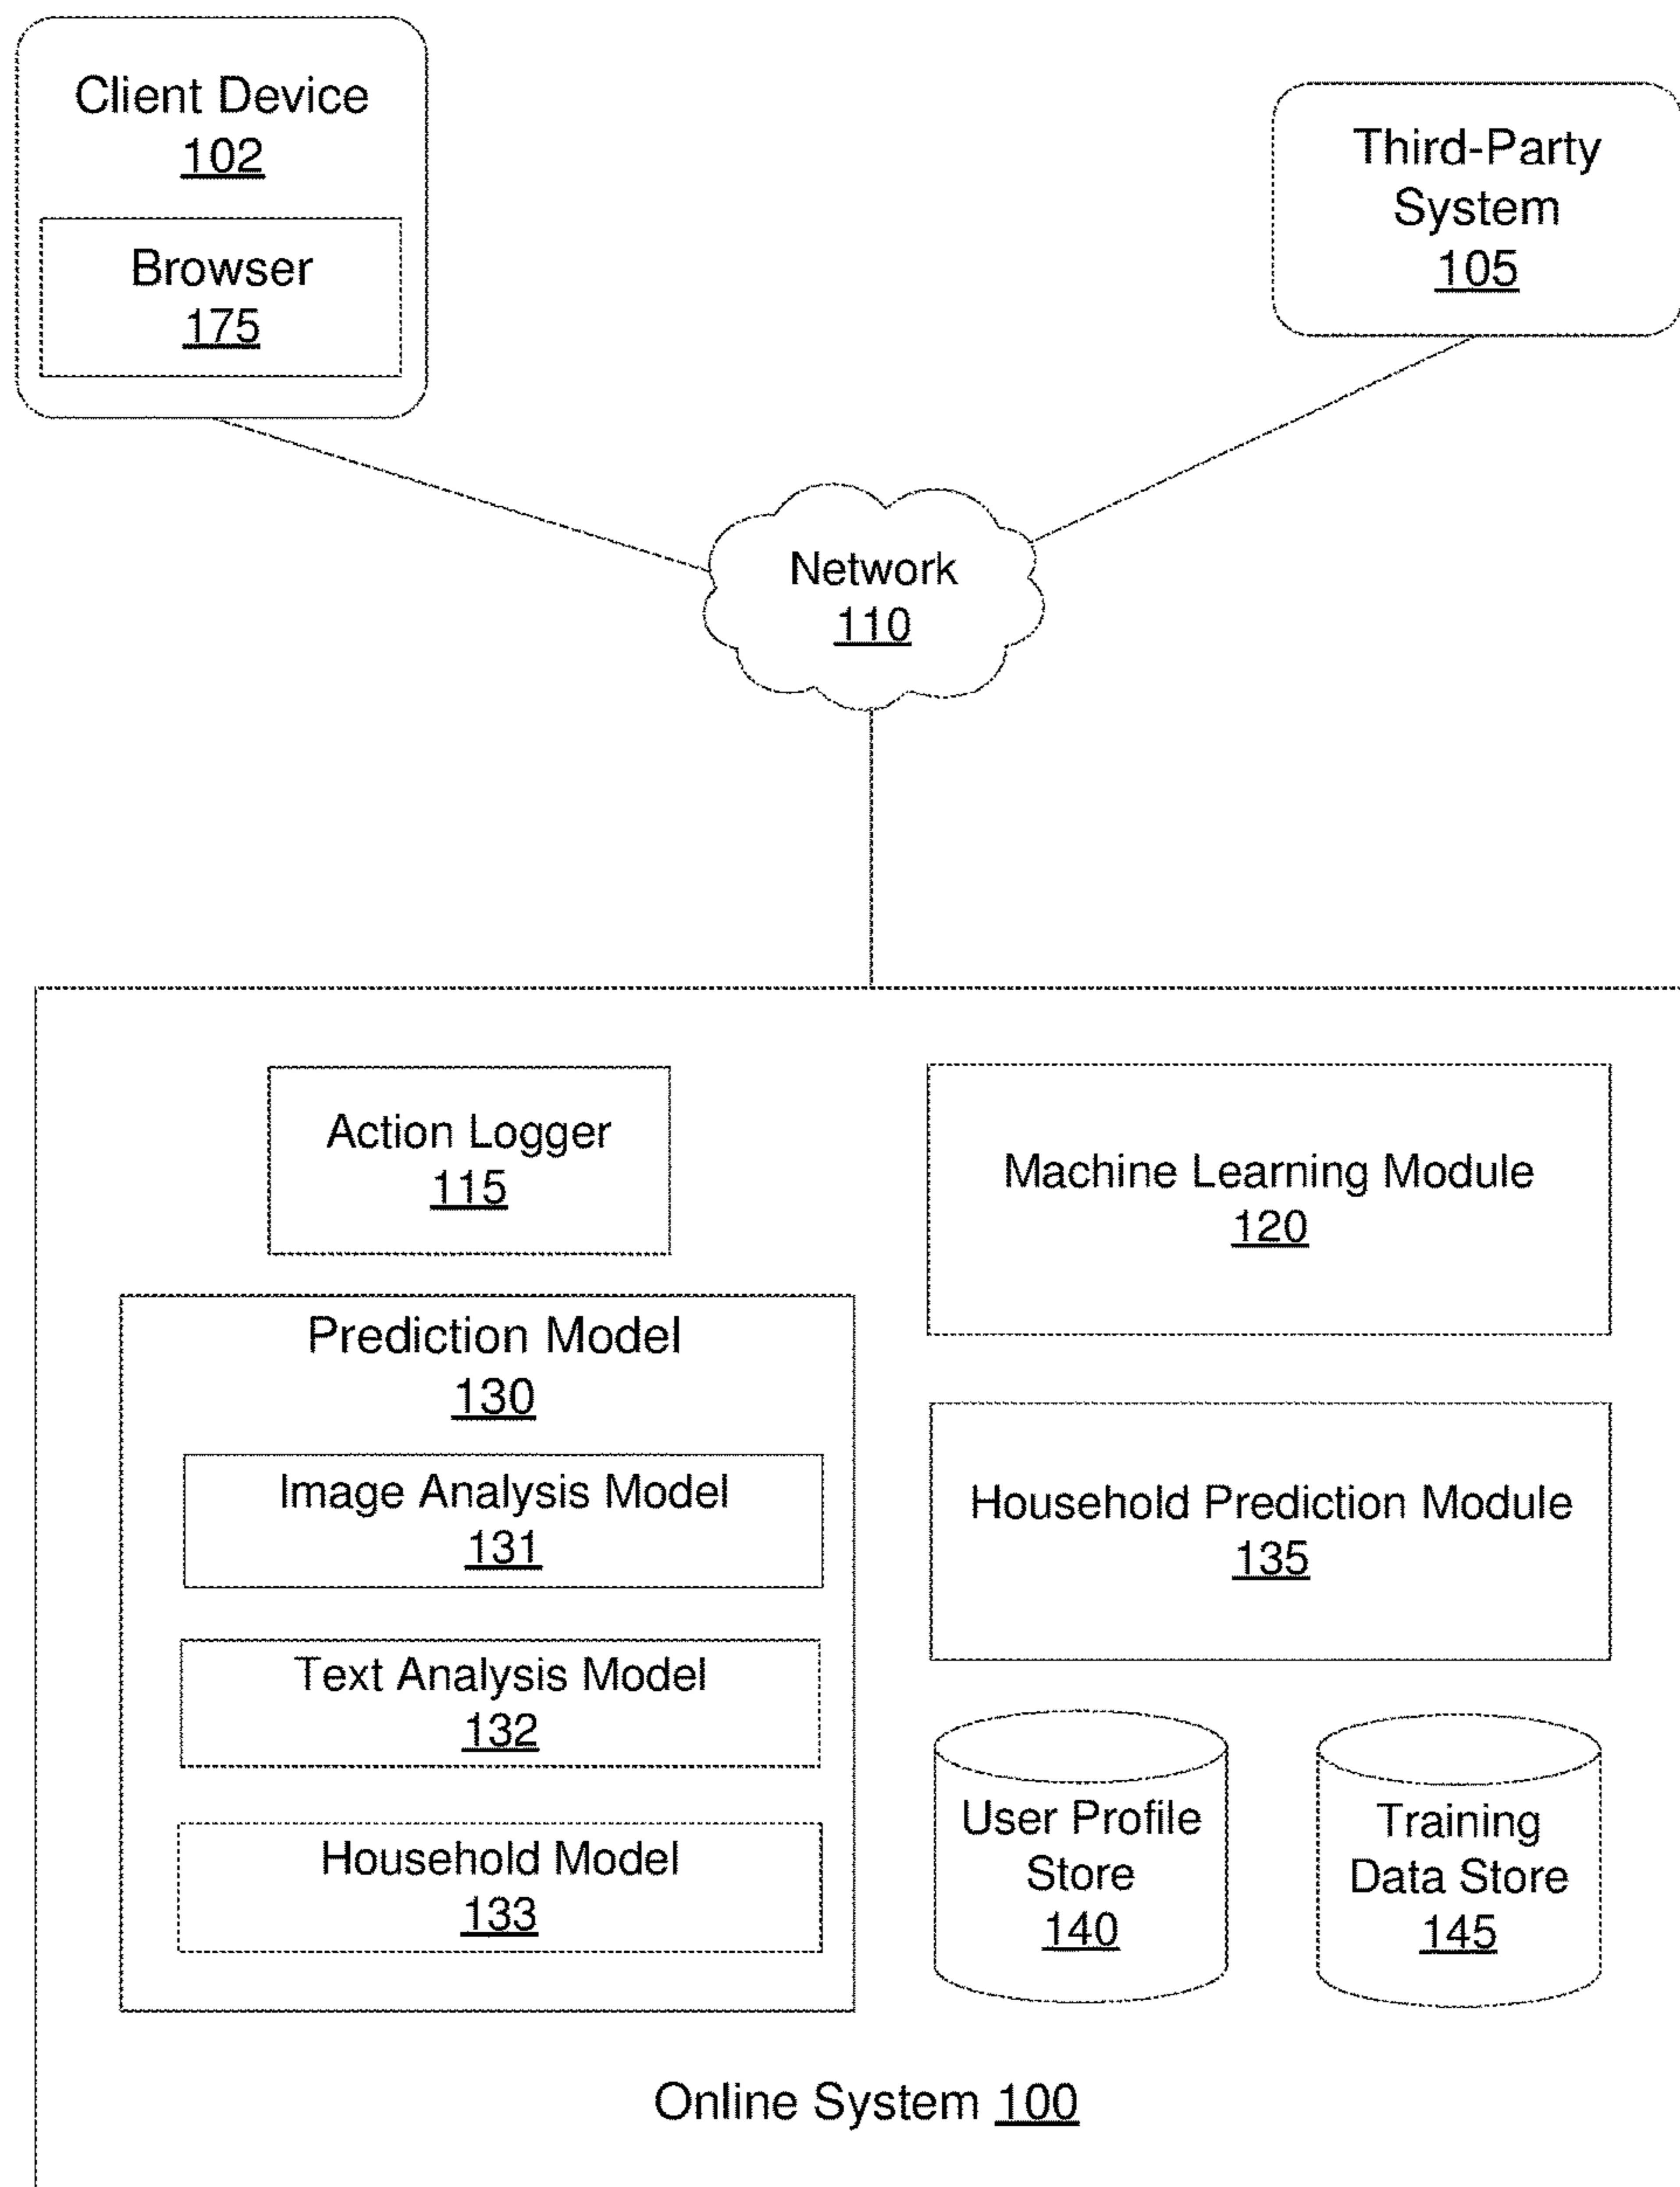 Client Device
102
Browser
175
Third-Party
System
105
Network
110
Action Logger
115
Machine Learning Module
120
Prediction Model
130
Image Analysis Model
131
Text Analysis Model
132
Household Model
133
Household Prediction Module
135
User Profile
Store
140
Training
Data Store
145
Online System 100